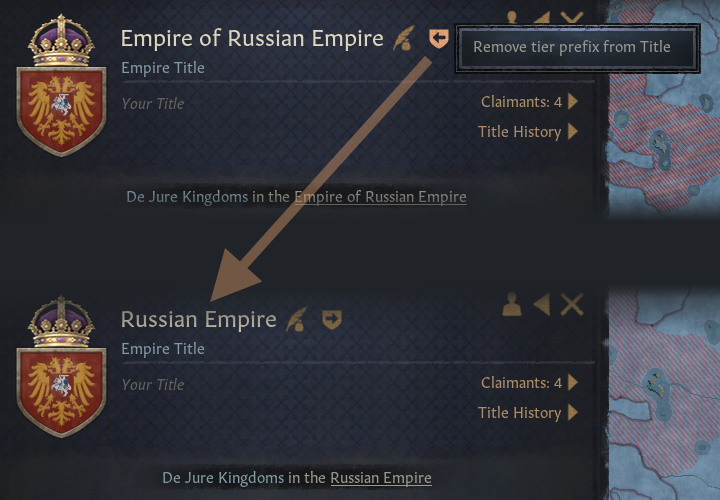 Empire of Russian Empire
Remove tier prefix from Title
Empire Title
Your Title
Claimants: 4
Title History
De Jure Kingdoms in the Empire of Russian Empire
Russian Empire
Empire Title
Your Title
Claimants: 4
Title History
De Jure Kingdoms in the Russian Empire